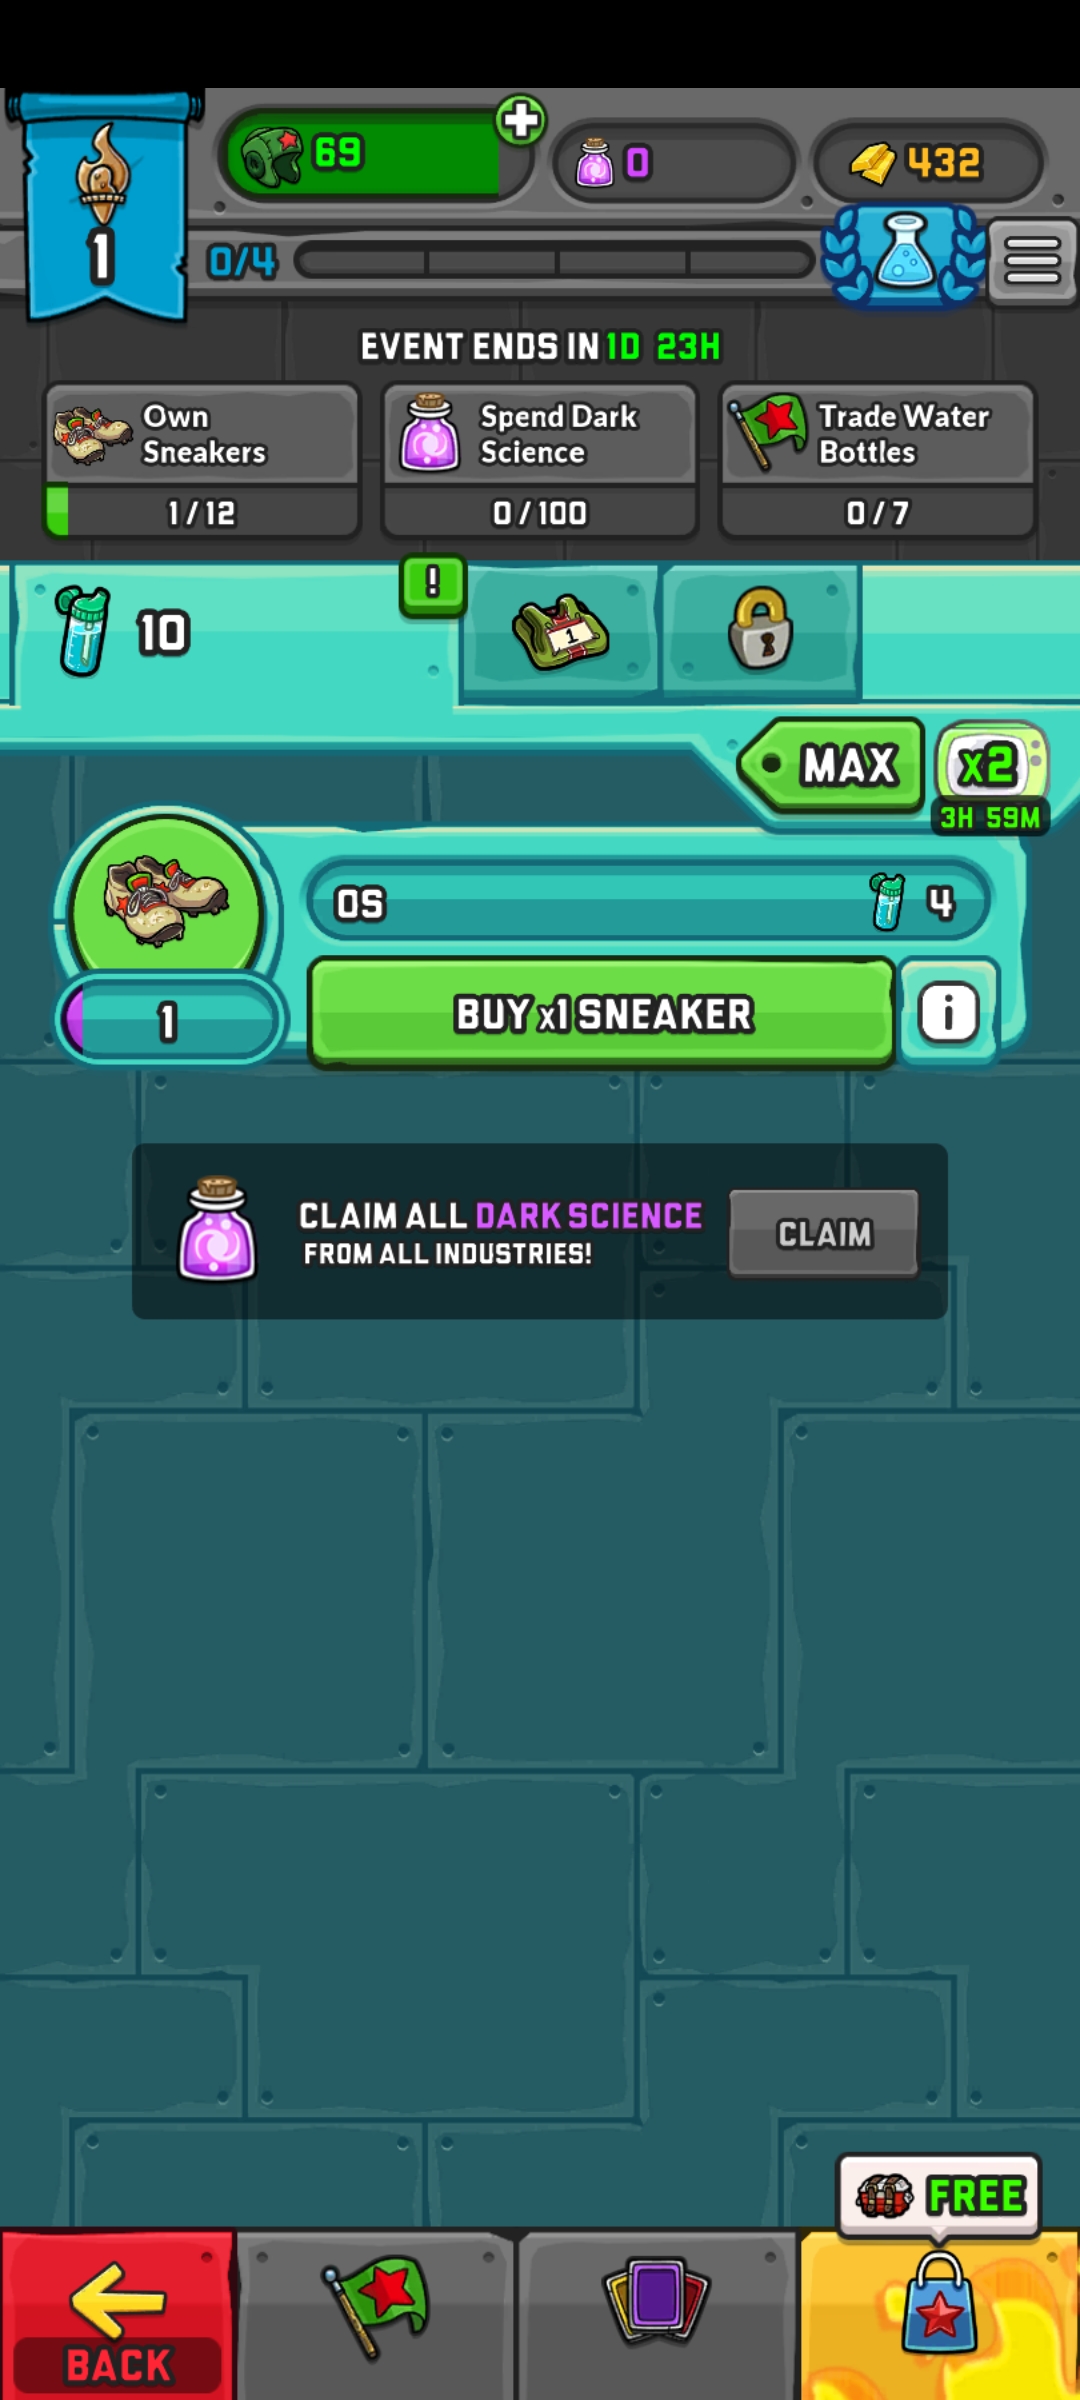 69
0
432
1
0/4
EVENT ENDS IN 1D 23H
Own
Sneakers
1/12
Spend Dark
Science
0/100
Trade Water
Bottles
0/7
10
!
1
MAX
x2
3H 59M
0S
4
1
BUY x1 SNEAKER
i
CLAIM ALL DARK SCIENCE
FROM ALL INDUSTRIES!
CLAIM
FREE
BACK